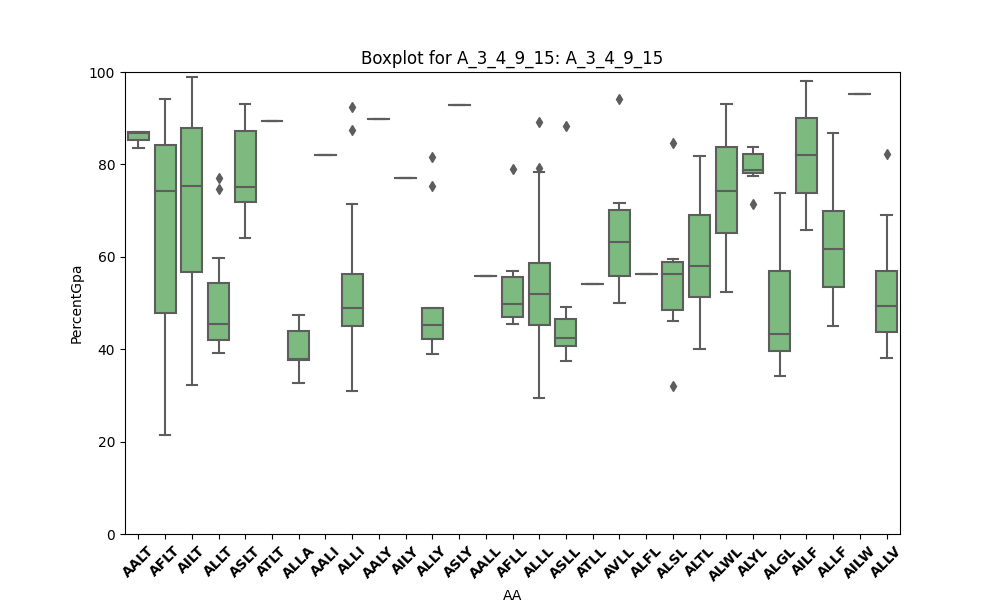 Boxplot for A_3_4_9_15: A_3_4_9_15
PercentGpa
100
80
60
40
20
0
AALT AFLT AILT ALLT ASLT ATLT ALLA AALI ALLI AALY AILY ALLY ASLY AALL AFLL ALLL ASLL ATLL AVLL ALFL ALSL ALTL ALWL ALYL ALGL AILF ALLF AILW ALLV
AA